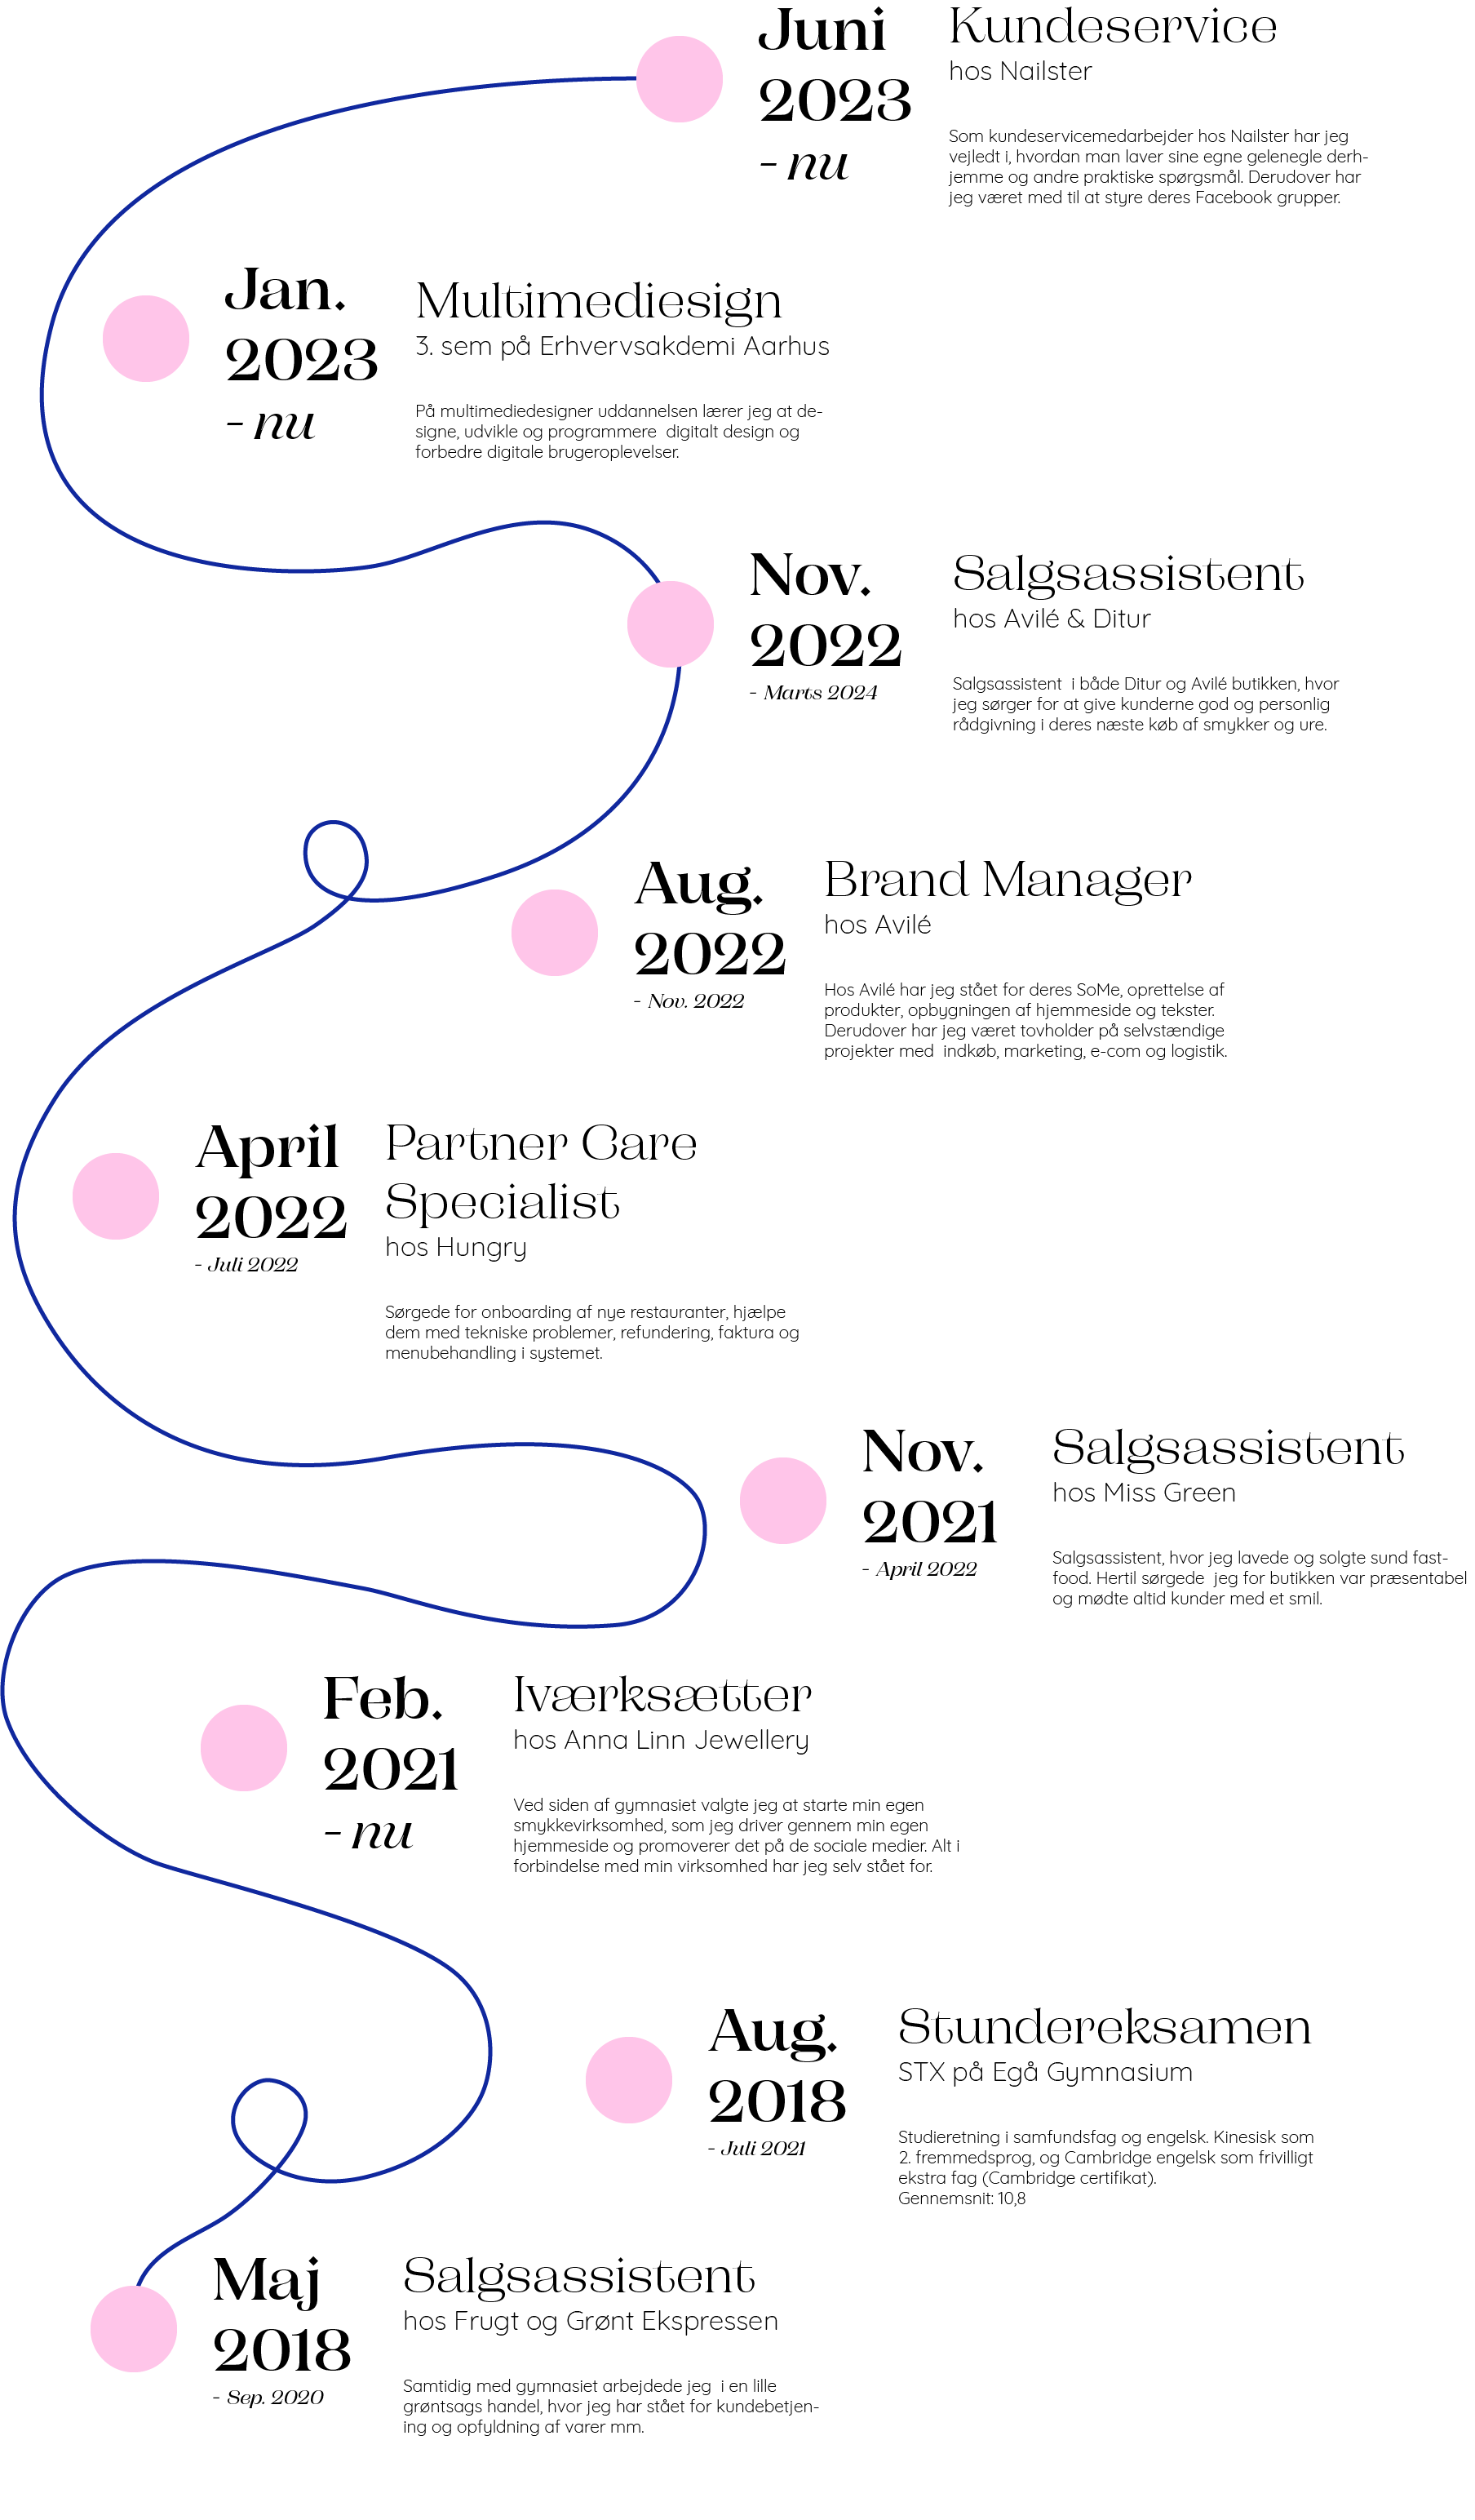 Juni
2023
- nu
Kundeservice
hos Nailster
Som kundeservicemedarbejder hos Nailster har jeg
vejledt i, hvordan man laver sine egne gelenegle derh-
jemme og andre praktiske spørgsmål. Derudover har
jeg været med til at styre deres Facebook grupper.
Jan.
2023
- nu
Multimediesign
3. sem på Erhvervsakdemi Aarhus
På multimediedesigner uddannelsen lærer jeg at de-
signe, udvikle og programmere  digitalt design og
forbedre digitale brugeroplevelser.
Nov.
2022
- Marts 2024
Salgsassistent
hos Avilé & Ditur
Salgsassistent  i både Ditur og Avilé butikken, hvor
jeg sørger for at give kunderne god og personlig
rådgivning i deres næste køb af smykker og ure.
Aug.
2022
- Nov. 2022
Brand Manager
hos Avilé
Hos Avilé har jeg stået for deres SoMe, oprettelse af
produkter, opbygningen af hjemmeside og tekster.
Derudover har jeg været tovholder på selvstændige
projekter med  indkøb, marketing, e-com og logistik.
April
2022
- Juli 2022
Partner Care
Specialist
hos Hungry
Sørgede for onboarding af nye restauranter, hjælpe
dem med tekniske problemer, refundering, faktura og
menubehandling i systemet.
Nov.
2021
- April 2022
Salgsassistent
hos Miss Green
Salgsassistent, hvor jeg lavede og solgte sund fast-
food. Hertil sørgede  jeg for butikken var præsentabel
og mødte altid kunder med et smil.
Feb.
2021
- nu
Iværksætter
hos Anna Linn Jewellery
Ved siden af gymnasiet valgte jeg at starte min egen
smykkevirksomhed, som jeg driver gennem min egen
hjemmeside og promoverer det på de sociale medier. Alt i
forbindelse med min virksomhed har jeg selv stået for.
Aug.
2018
- Juli 2021
Stundereksamen
STX på Egå Gymnasium
Studieretning i samfundsfag og engelsk. Kinesisk som
2. fremmedsprog, og Cambridge engelsk som frivilligt
ekstra fag (Cambridge certifikat).
Gennemsnit: 10,8
Maj
2018
- Sep. 2020
Salgsassistent
hos Frugt og Grønt Ekspressen
Samtidig med gymnasiet arbejdede jeg  i en lille
grøntsags handel, hvor jeg har stået for kundebetjen-
ing og opfyldning af varer mm.